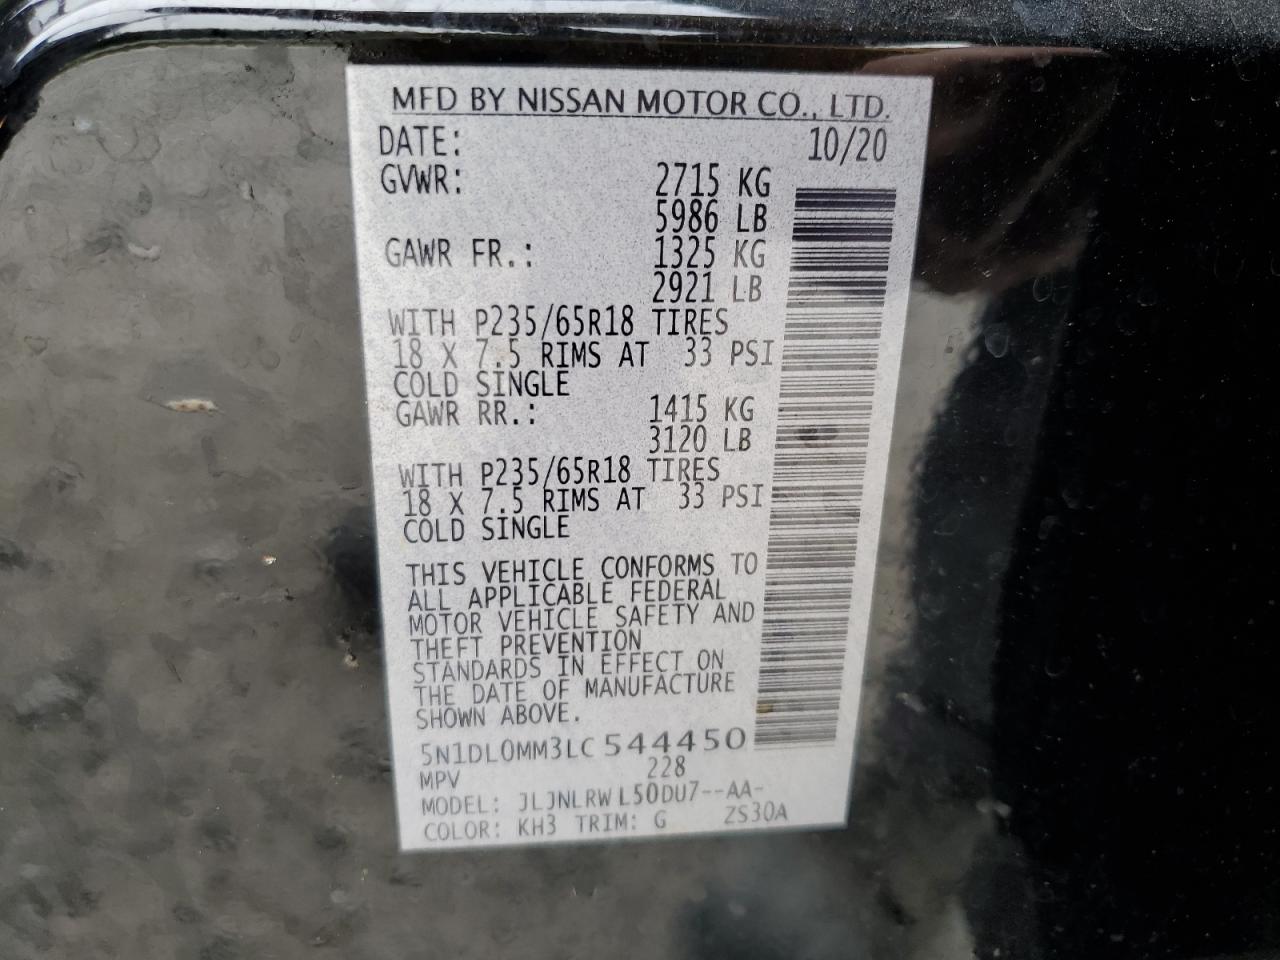 MFD BY NISSAN MOTOR CO., LTD.
DATE: 10/20
GVWR: 2715 KG
5986 LB
GAWR FR.: 1325 KG
2921 LB
WITH P235/65R18 TIRES
18 X 7.5 RIMS AT 33 PSI
COLD SINGLE
GAWR RR.: 1415 KG
3120 LB
WITH P235/65R18 TIRES
18 X 7.5 RIMS AT 33 PSI
COLD SINGLE
THIS VEHICLE CONFORMS TO
ALL APPLICABLE FEDERAL
MOTOR VEHICLE SAFETY AND
THEFT PREVENTION
STANDARDS IN EFFECT ON
THE DATE OF MANUFACTURE
SHOWN ABOVE.
5N1DL0MM3LC 544450
MPV 228
MODEL: JLJNLRW L50DU7--AA-
COLOR: KH3 TRIM: G ZS30A